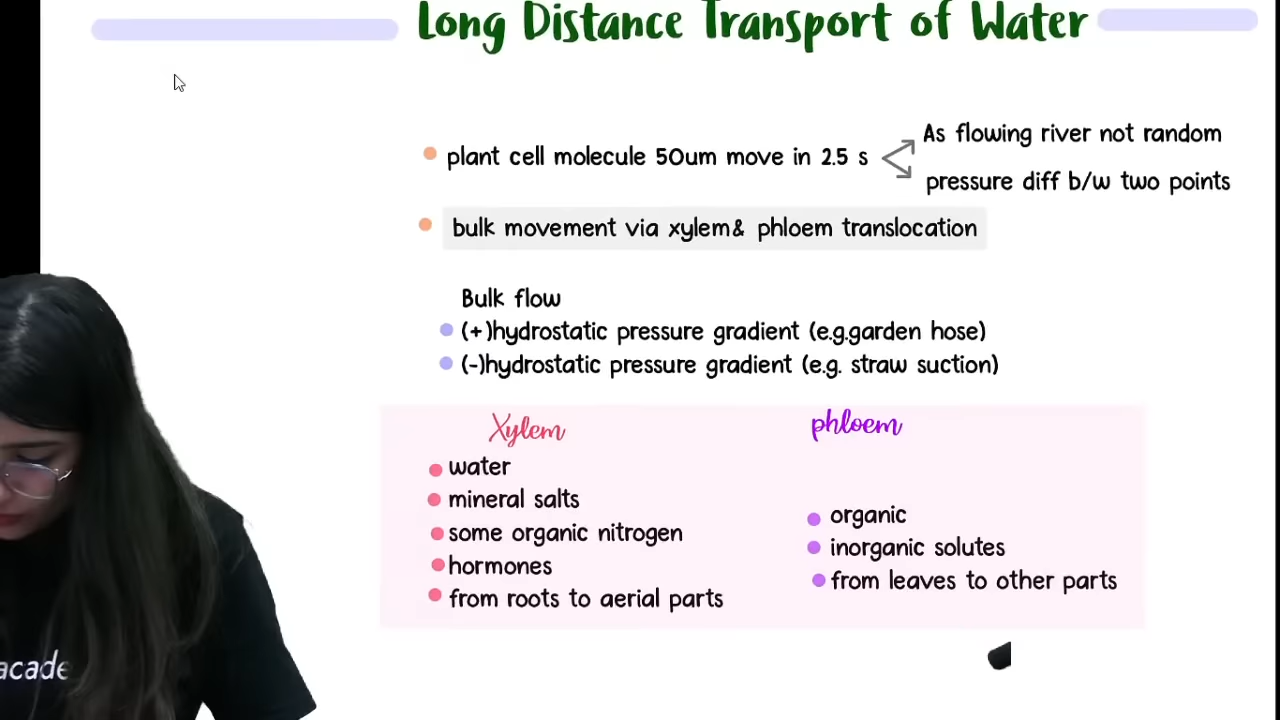 Long Distance Transport of Water
plant cell molecule 50um move in 2.5 s
As flowing river not random
pressure diff b/w two points
bulk movement via xylem& phloem translocation
Bulk flow
(+)hydrostatic pressure gradient (e.g.garden hose)
(-)hydrostatic pressure gradient (e.g. straw suction)
Xylem
water
mineral salts
some organic nitrogen
hormones
from roots to aerial parts
phloem
organic
inorganic solutes
from leaves to other parts
acade